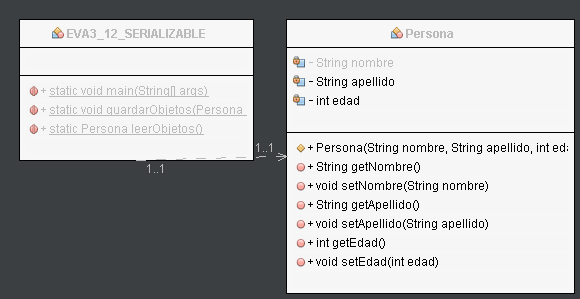 EVA3_12_SERIALIZABLE
+ static void main(String[] args)
+ static void guardarObjetos(Persona
+ static Persona leerObjetos()
1..1
1..1
Persona
- String nombre
- String apellido
- int edad
+ Persona(String nombre, String apellido, int eda
+ String getNombre()
+ void setNombre(String nombre)
+ String getApellido()
+ void setApellido(String apellido)
+ int getEdad()
+ void setEdad(int edad)